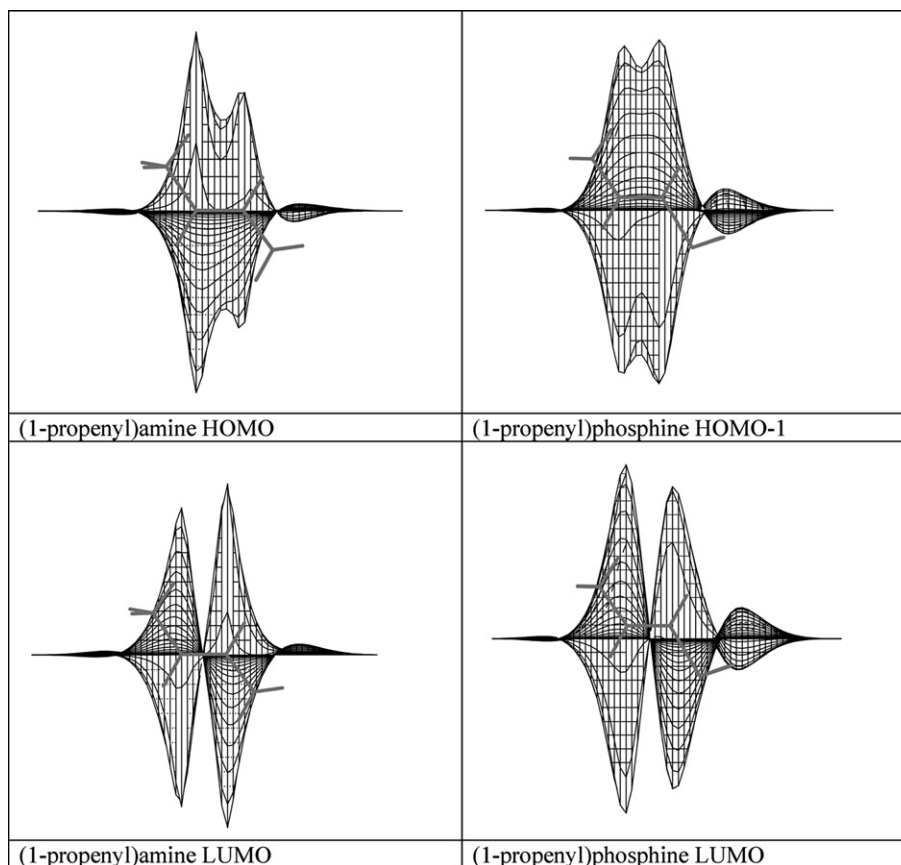 (1-propenyl)amine HOMO
(1-propenyl)phosphine HOMO-1
(1-propenyl)amine LUMO
(1-propenyl)phosphine LUMO